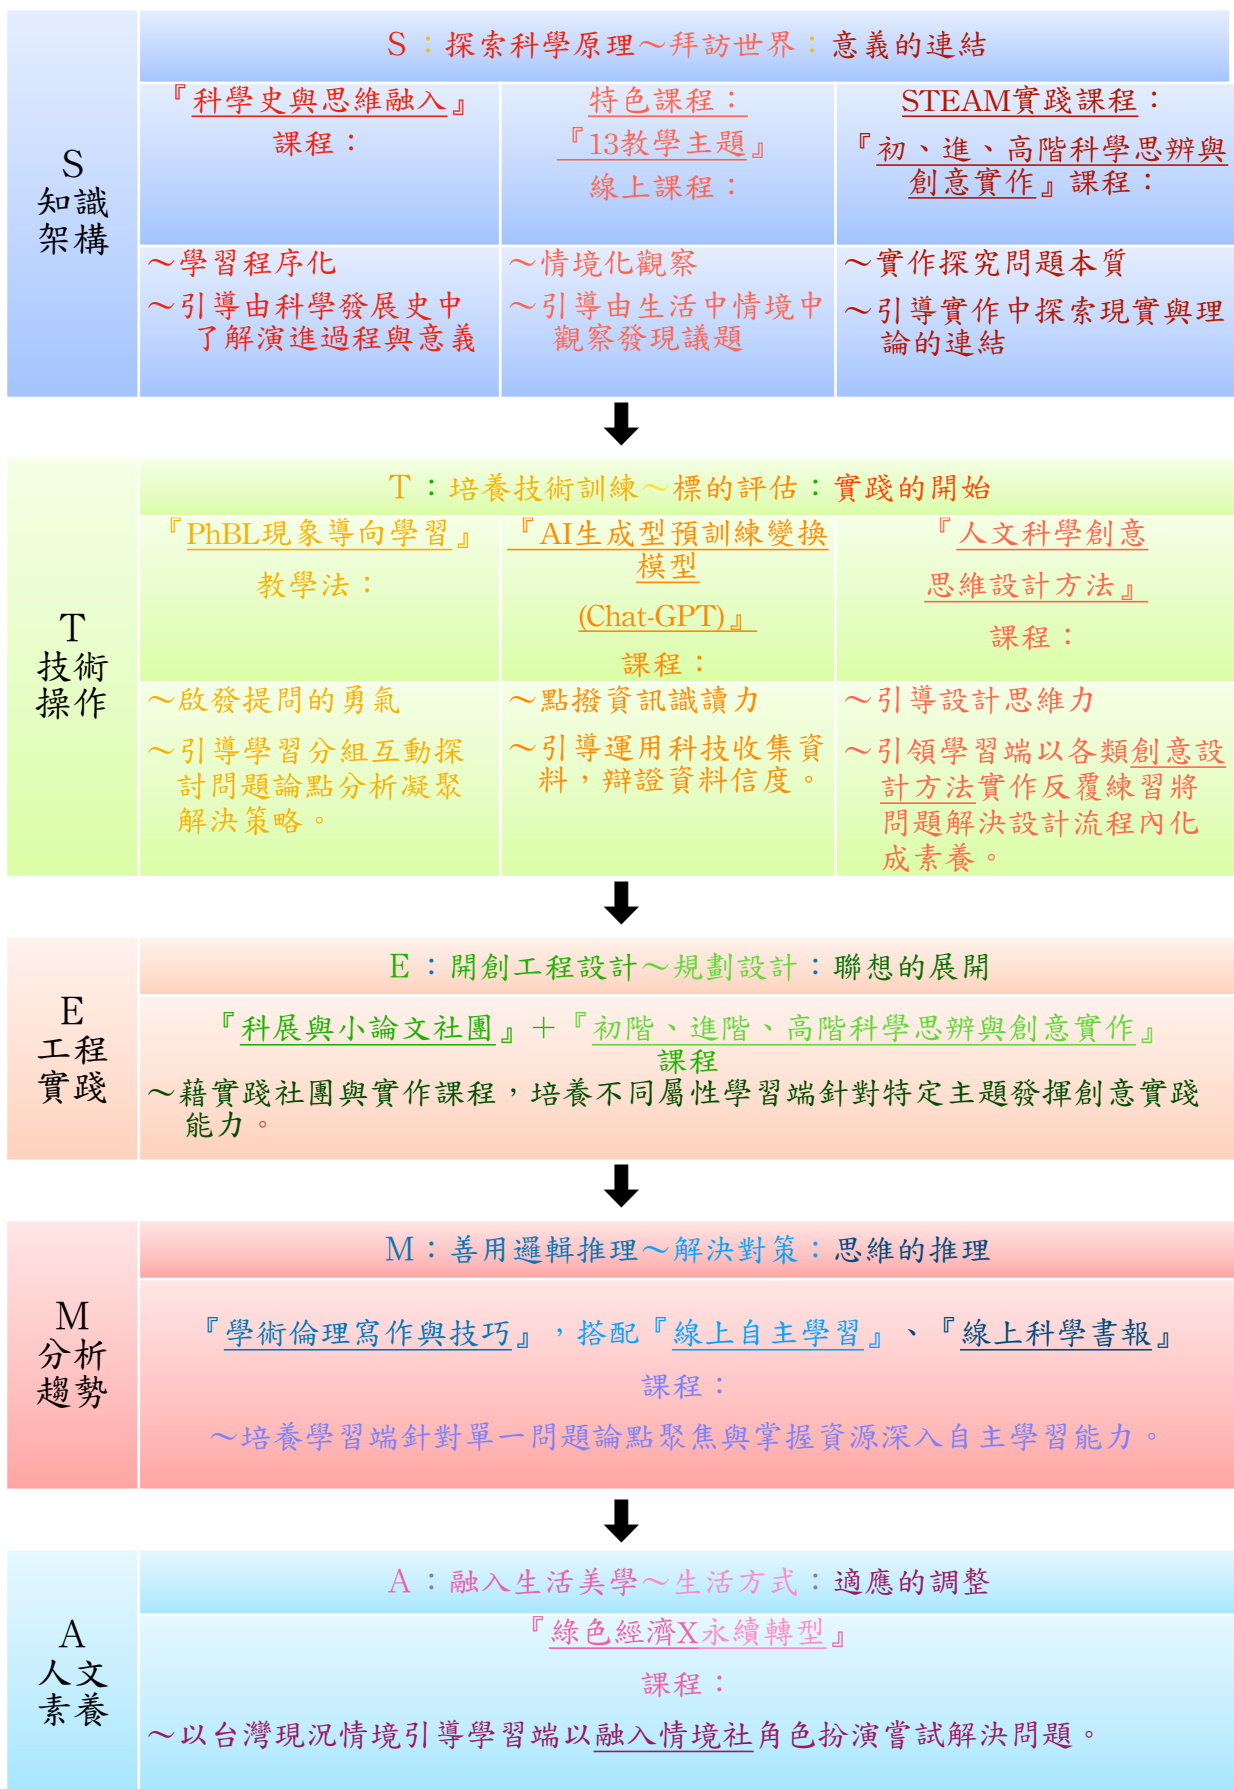 S
知識
架構
S：探索科學原理～拜訪世界：意義的連結
『科學史與思維融入』
課程：
特色課程：
『13教學主題』
線上課程：
STEAM實踐課程：
『初、進、高階科學思辨與
創意實作』課程：
～學習程序化
～引導由科學發展史中
了解演進過程與意義
～情境化觀察
～引導由生活中情境中
觀察發現議題
～實作探究問題本質
～引導實作中探索現實與理
論的連結
T
技術
操作
T：培養技術訓練～標的評估：實踐的開始
『PhBL現象導向學習』
教學法：
『AI生成型預訓練變換
模型
(Chat-GPT)』
課程：
『人文科學創意
思維設計方法』
課程：
～啟發提問的勇氣
～引導學習分組互動探
討問題論點分析凝聚
解決策略。
～點撥資訊識讀力
～引導運用科技收集資
料，辯證資料信度。
～引導設計思維力
～引領學習端以各類創意設
計方法實作反覆練習將
問題解決設計流程內化
成素養。
E
工程
實踐
E：開創工程設計～規劃設計：聯想的展開
『科展與小論文社團』＋『初階、進階、高階科學思辨與創意實作』
課程
～藉實踐社團與實作課程，培養不同屬性學習端針對特定主題發揮創意實踐
能力。
M
分析
趨勢
M：善用邏輯推理～解決對策：思維的推理
『學術倫理寫作與技巧』，搭配『線上自主學習』、『線上科學書報』
課程：
～培養學習端針對單一問題論點聚焦與掌握資源深入自主學習能力。
A
人文
素養
A：融入生活美學～生活方式：適應的調整
『綠色經濟X永續轉型』
課程：
～以台灣現況情境引導學習端以融入情境社角色扮演嘗試解決問題。